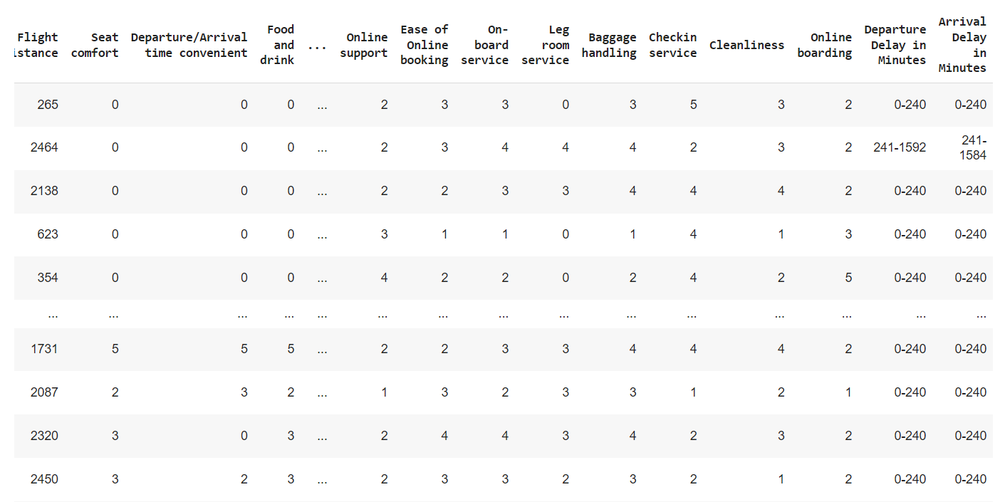 Flight istance Seat comfort Departure/Arrival time convenient Food and drink ... Online support Ease of Online booking On-board service Leg room service Baggage handling Checkin service Cleanliness Online boarding Departure Delay in Minutes Arrival Delay in Minutes
265 0 0 0 ... 2 3 3 0 3 5 3 2 0-240 0-240
2464 0 0 0 ... 2 3 4 4 4 2 3 2 241-1592 241-1584
2138 0 0 0 ... 2 2 3 3 4 4 4 2 0-240 0-240
623 0 0 0 ... 3 1 1 0 1 4 1 3 0-240 0-240
354 0 0 0 ... 4 2 2 0 2 4 2 5 0-240 0-240
... ... ... ... ... ... ... ... ... ... ... ... ... ... ...
1731 5 5 5 ... 2 2 3 3 4 4 4 2 0-240 0-240
2087 2 3 2 ... 1 3 2 3 3 1 2 1 0-240 0-240
2320 3 0 3 ... 2 4 4 3 4 2 3 2 0-240 0-240
2450 3 2 3 ... 2 3 3 2 3 2 1 2 0-240 0-240